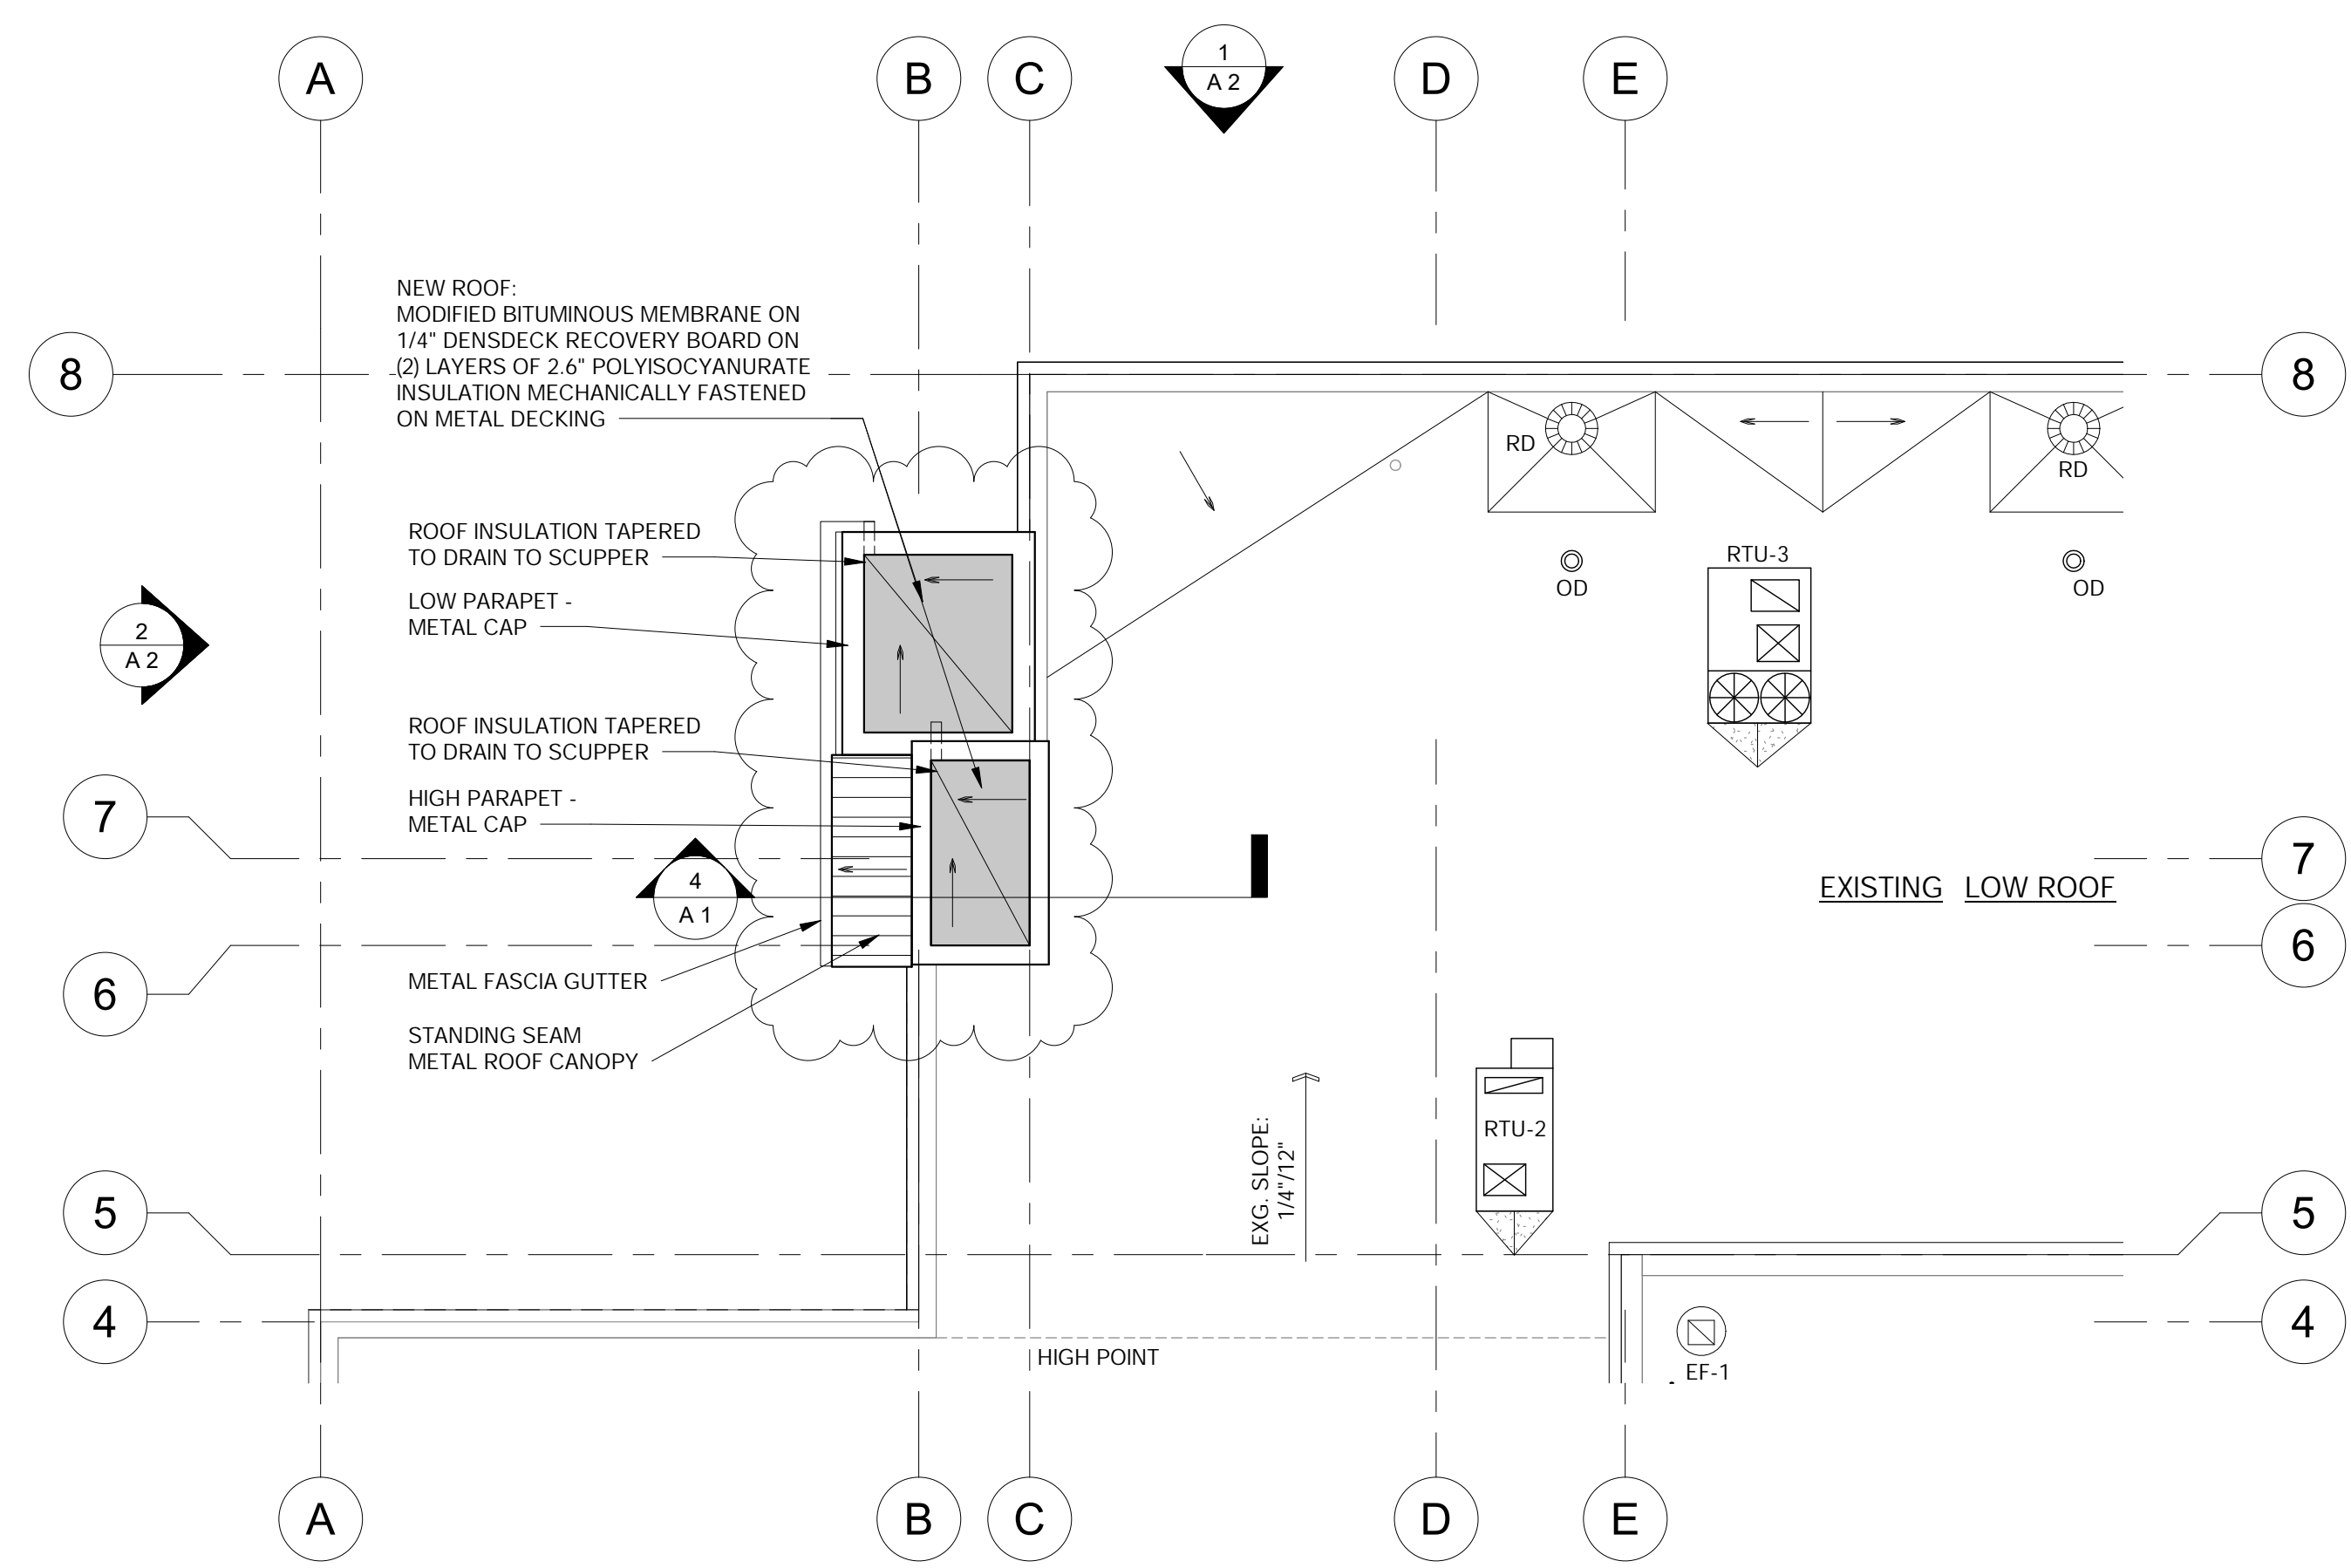 A
B
C
1
A 2
D
E
NEW ROOF:
MODIFIED BITUMINOUS MEMBRANE ON
1/4" DENSDECK RECOVERY BOARD ON
(2) LAYERS OF 2.6" POLYISOCYANURATE
INSULATION MECHANICALLY FASTENED
ON METAL DECKING
8
8
RD
RD
ROOF INSULATION TAPERED
TO DRAIN TO SCUPPER
RTU-3
OD
OD
LOW PARAPET -
METAL CAP
2
A 2
ROOF INSULATION TAPERED
TO DRAIN TO SCUPPER
HIGH PARAPET -
METAL CAP
7
7
4
A 1
EXISTING LOW ROOF
6
6
METAL FASCIA GUTTER
STANDING SEAM
METAL ROOF CANOPY
EXG. SLOPE:
1/4"/12"
RTU-2
5
5
4
4
HIGH POINT
EF-1
A
B
C
D
E